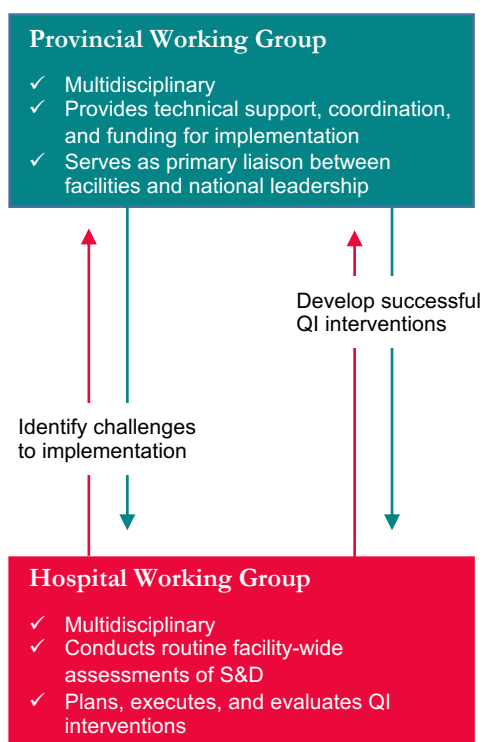 Provincial Working Group
✓ Multidisciplinary
✓ Provides technical support, coordination,
and funding for implementation
✓ Serves as primary liaison between
facilities and national leadership
Develop successful
QI interventions
Identify challenges
to implementation
Hospital Working Group
✓ Multidisciplinary
✓ Conducts routine facility-wide
assessments of S&D
✓ Plans, executes, and evaluates QI
interventions